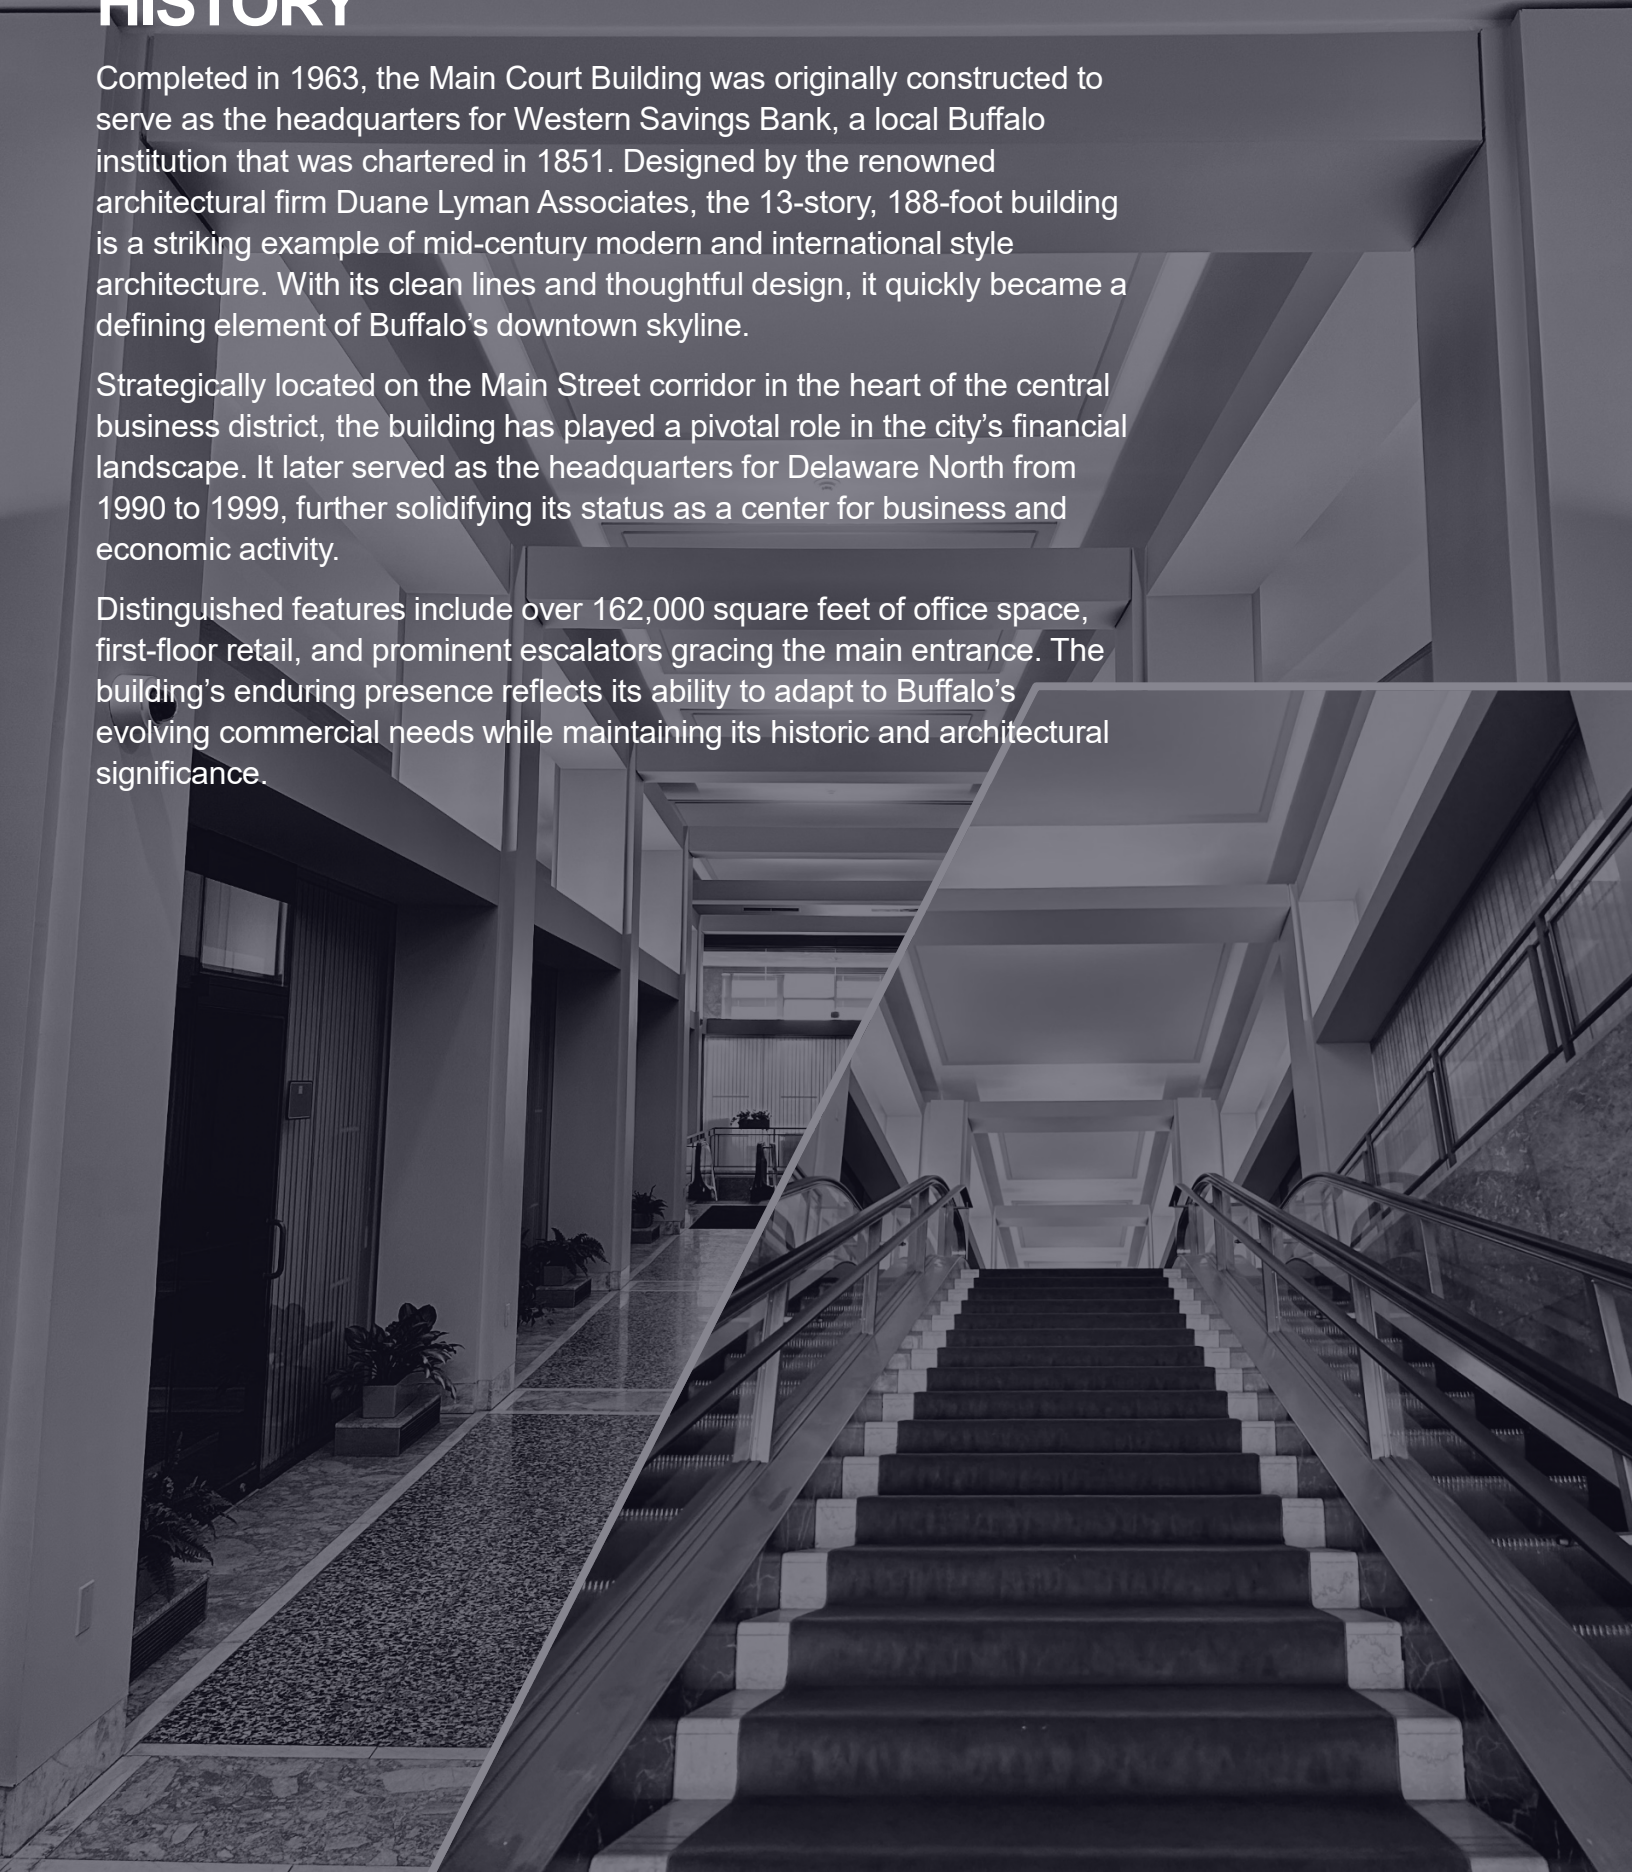 HISTORY
Completed in 1963, the Main Court Building was originally constructed to
serve as the headquarters for Western Savings Bank, a local Buffalo
institution that was chartered in 1851. Designed by the renowned
architectural firm Duane Lyman Associates, the 13-story, 188-foot building
is a striking example of mid-century modern and international style
architecture. With its clean lines and thoughtful design, it quickly became a
defining element of Buffalo’s downtown skyline.
Strategically located on the Main Street corridor in the heart of the central
business district, the building has played a pivotal role in the city’s financial
landscape. It later served as the headquarters for Delaware North from
1990 to 1999, further solidifying its status as a center for business and
economic activity.
Distinguished features include over 162,000 square feet of office space,
first-floor retail, and prominent escalators gracing the main entrance. The
building’s enduring presence reflects its ability to adapt to Buffalo’s
evolving commercial needs while maintaining its historic and architectural
significance.